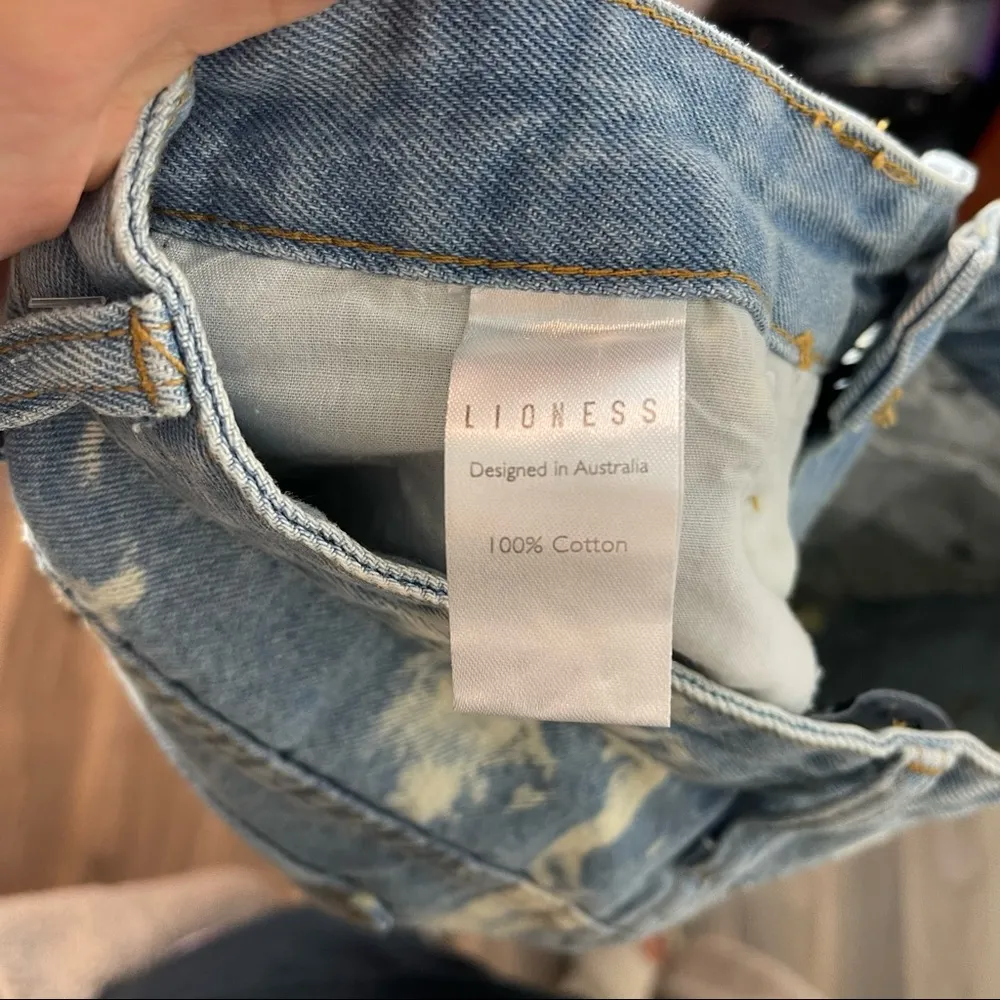 LIONESS
Designed in Australia
100% Cotton